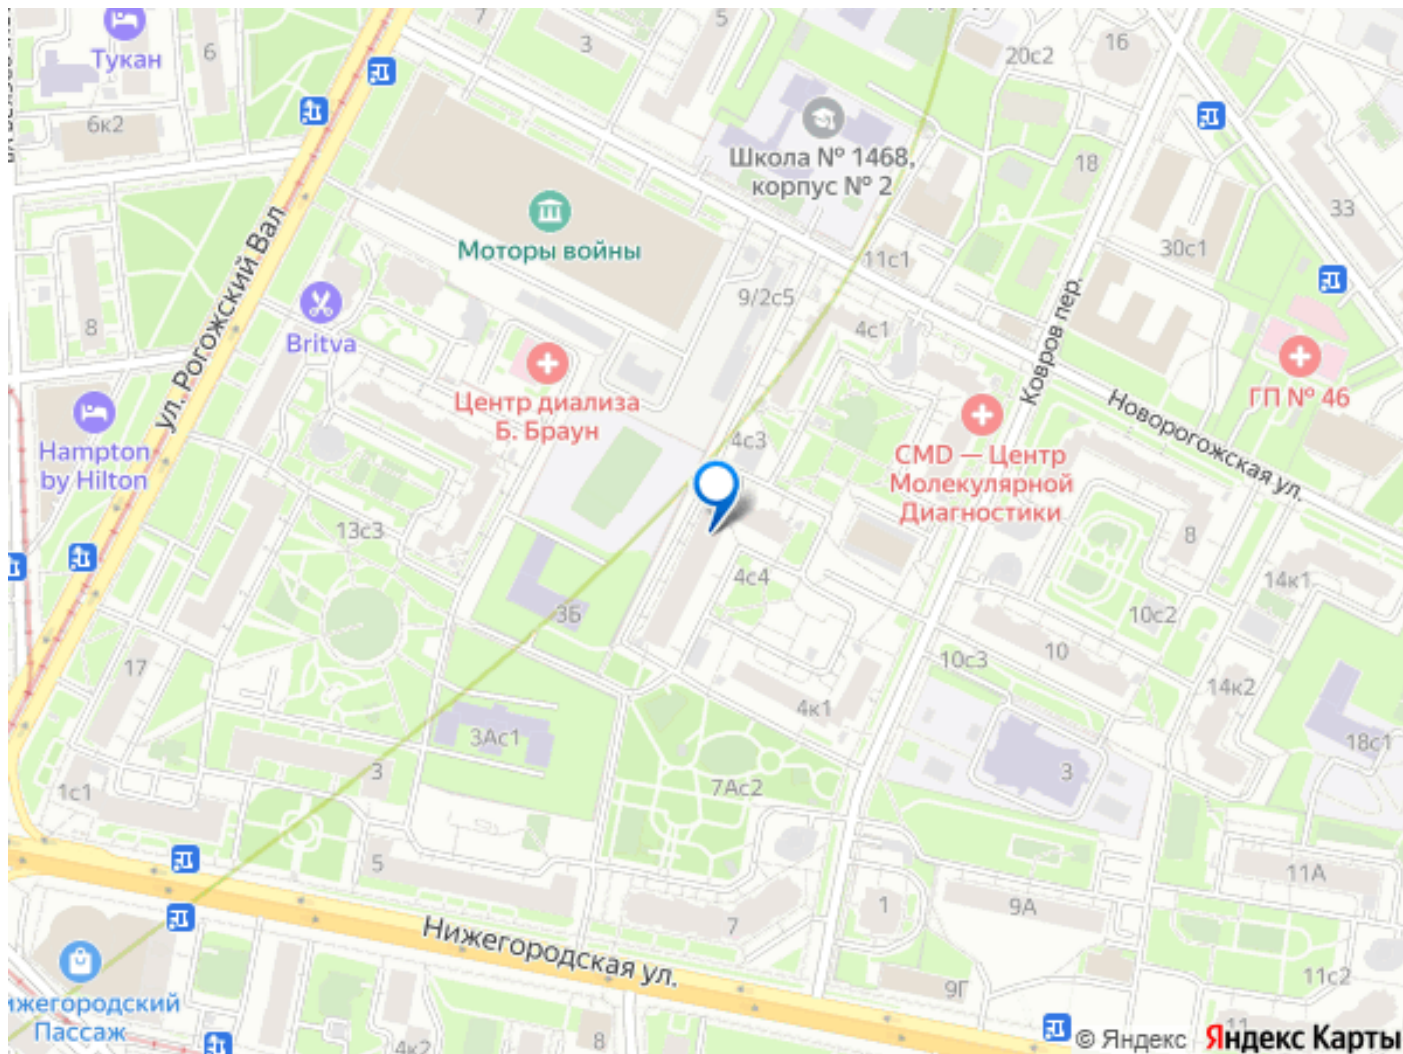 7
5
3
16
20с2
Тукан
6
6к2
Школа № 1468,
корпус № 2
18
33
Моторы войны
11с1
30с1
9/2с5
ул. Рогожский Вал
Britva
8
4с1
Ковров пер.
ГП № 46
Центр диализа
Б. Браун
Новорогожская ул.
4с3
Hampton
by Hilton
CMD — Центр
Молекулярной
Диагностики
13с3
8
4с4
14к1
3Б
10с2
17
10
10с3
14к2
4к1
3Ас1
18с1
3
7Ас2
3
1с1
5
11А
1
9А
7
Нижегородская ул.
11с2
9Г
ижегородский
Пассаж
8
4к2
11
© Яндекс
Яндекс Карты